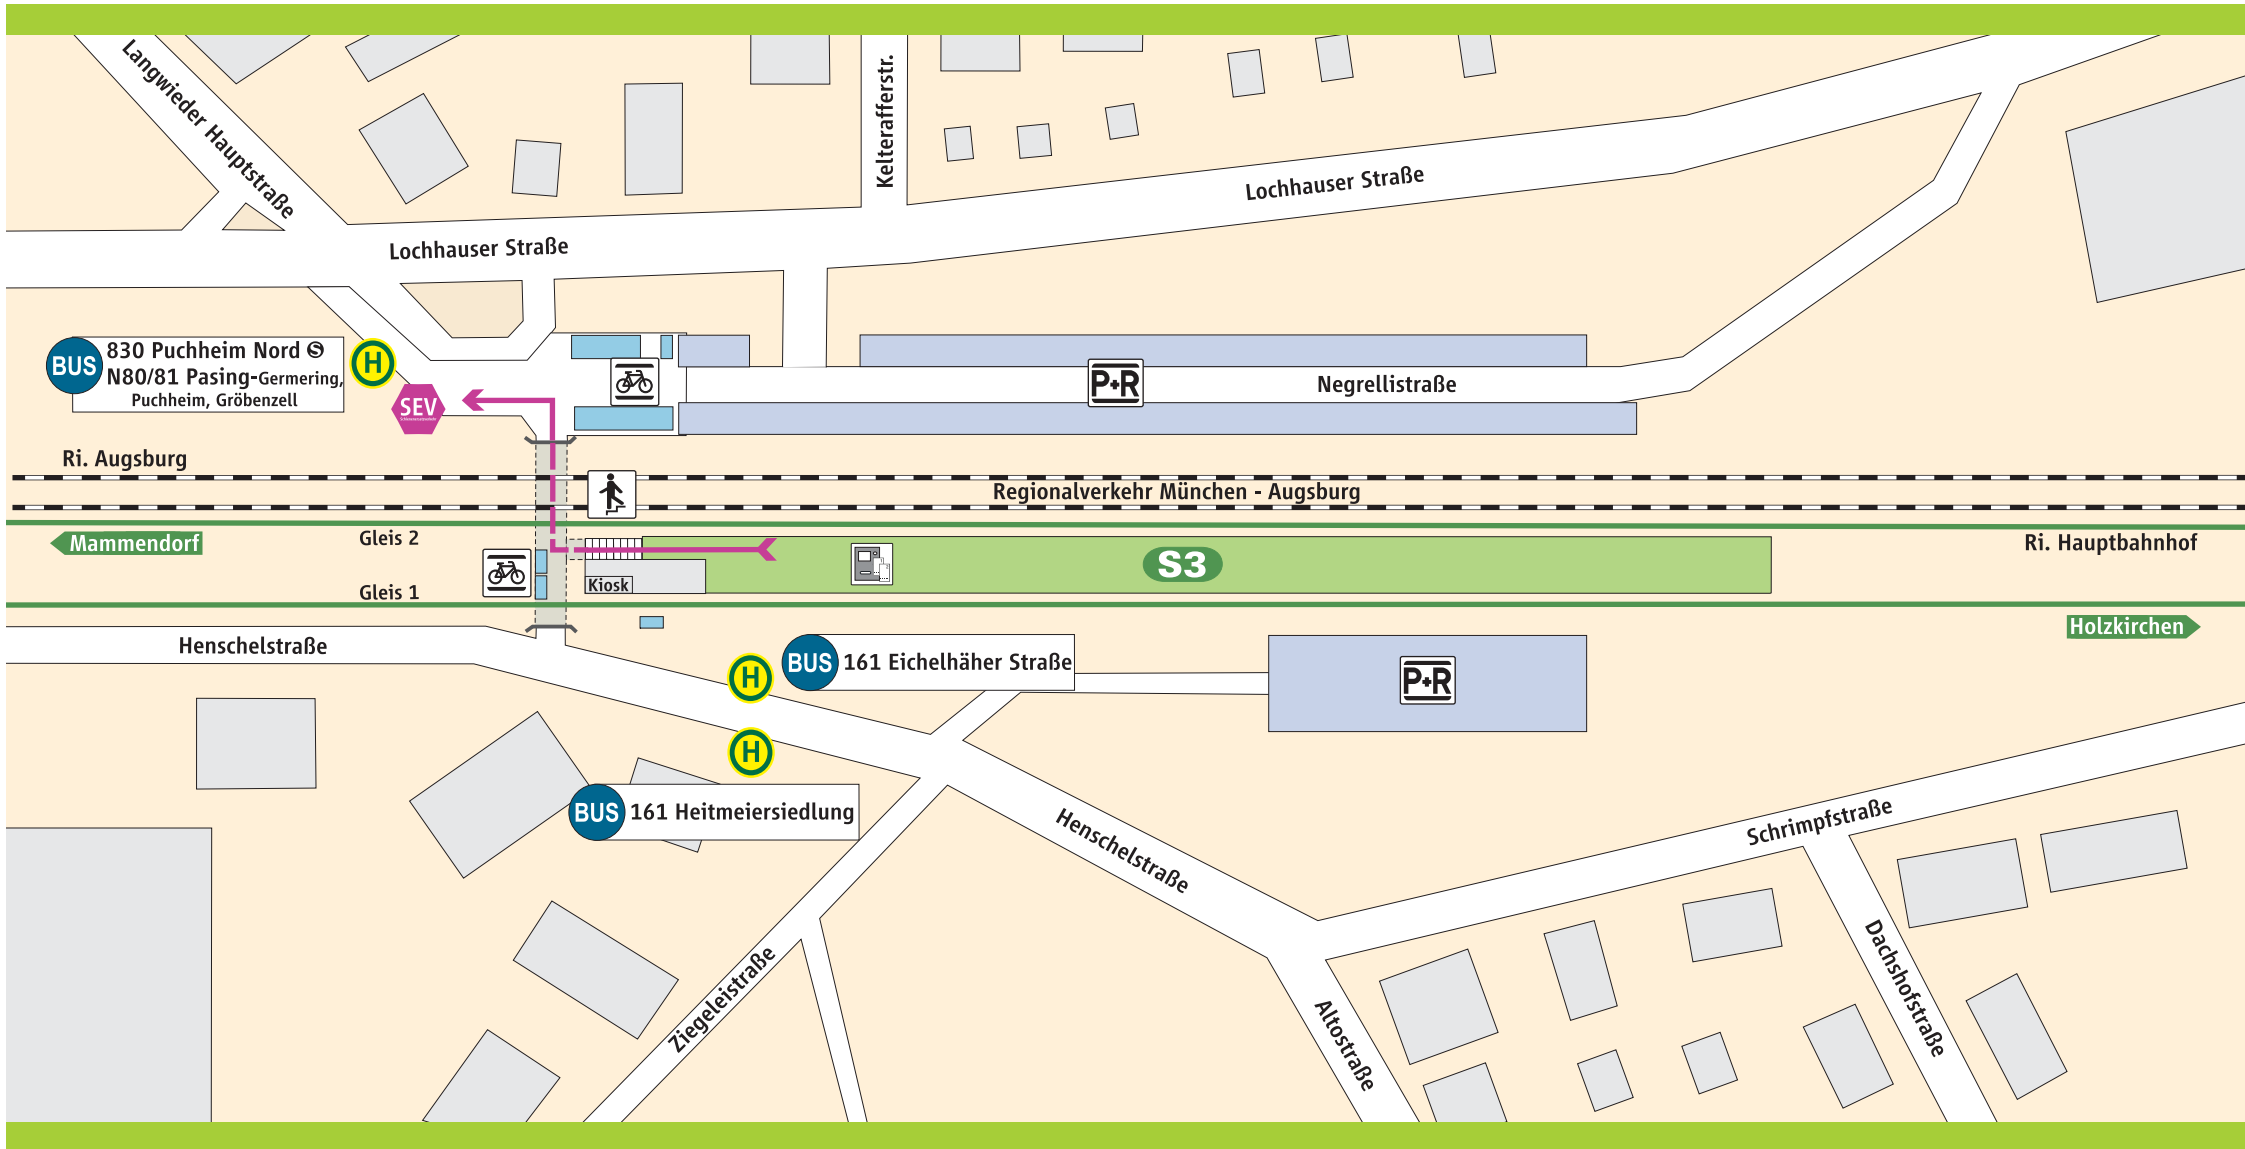 Langwieder Hauptstraße
Kelterafferstr.
Lochhauser Straße
Lochhauser Straße
BUS
830 Puchheim Nord S
N80/81 Pasing-Germering,
Puchheim, Gröbenzell
H
SEV
P+R
Negrellistraße
Ri. Augsburg
Regionalverkehr München - Augsburg
Mammendorf
Gleis 2
S3
Ri. Hauptbahnhof
Gleis 1
Kiosk
Holzkirchen
Henschelstraße
H
BUS
161 Eichelhäher Straße
P+R
H
BUS
161 Heitmeiersiedlung
Henschelstraße
Schrimpfstraße
Ziegeleistraße
Altostraße
Dachshofstraße